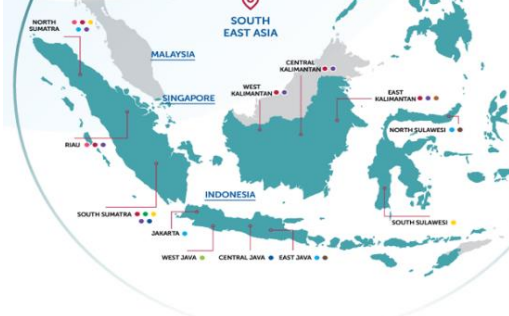 SOUTH
EAST ASIA
NORTH
SUMATRA
MALAYSIA
CENTRAL
KALIMANTAN
WEST
KALIMANTAN
EAST
KALIMANTAN
SINGAPORE
NORTH SULAWESI
RIAU
INDONESIA
SOUTH SUMATRA
SOUTH SULAWESI
JAKARTA
WEST JAVA
CENTRAL JAVA
EAST JAVA